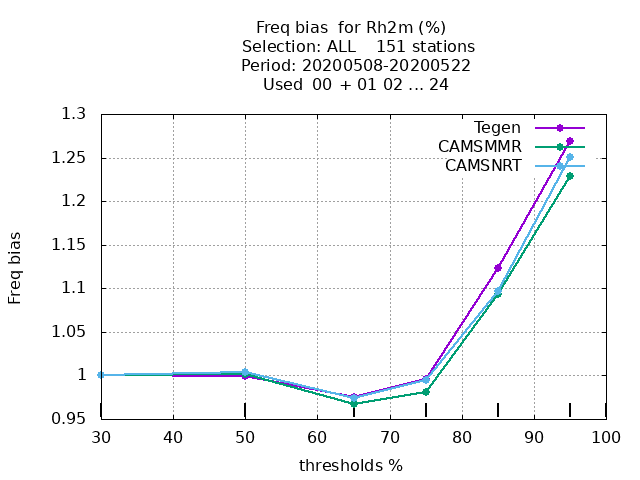 Freq bias  for Rh2m (%)
Selection: ALL    151 stations
Period: 20200508-20200522
Used  00 + 01 02 ... 24
Tegen
CAMSMMR
CAMSNRT
1.3
1.25
1.2
1.15
1.1
1.05
1
0.95
Freq bias
30 40 50 60 70 80 90 100
thresholds %